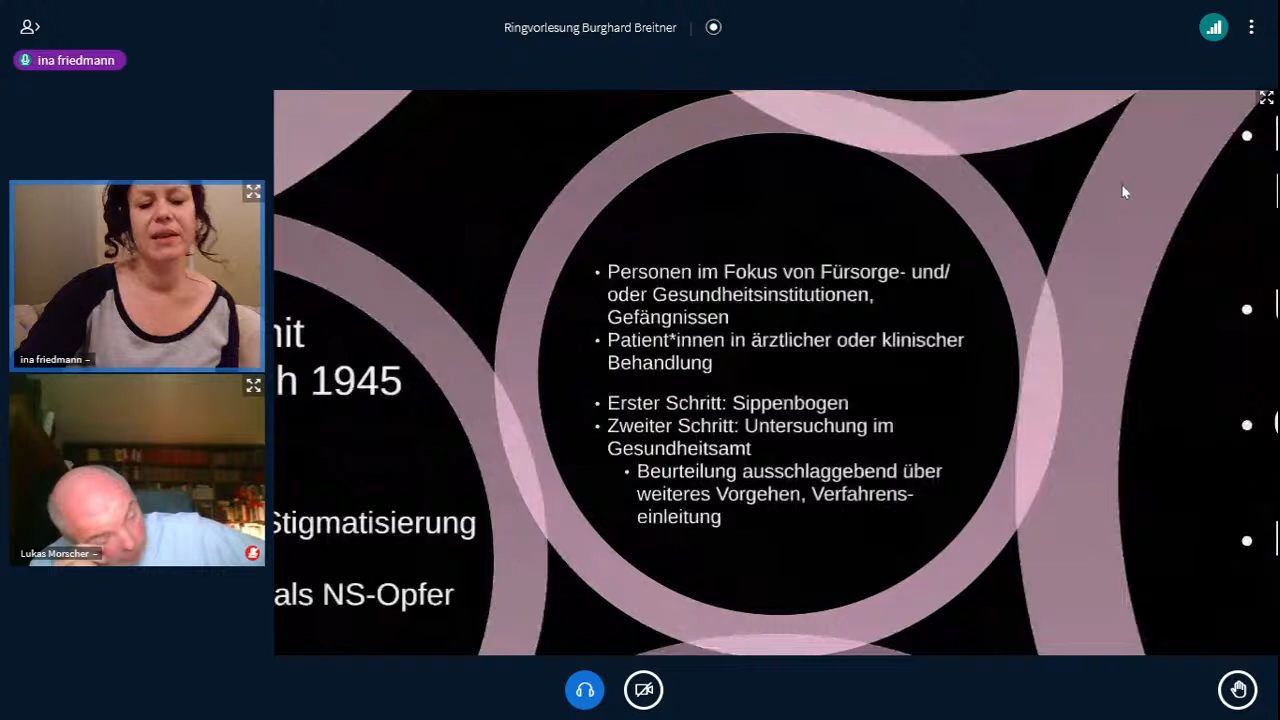 Ringvorlesung Burghard Breitner
ina friedmann
ina friedmann
Lukas Morscher
1945
Stigmatisierung
als NS-Opfer
• Personen im Fokus von Fürsorge- und/
oder Gesundheitsinstitutionen,
Gefängnissen
• Patient*innen in ärztlicher oder klinischer
Behandlung
• Erster Schritt: Sippenbogen
• Zweiter Schritt: Untersuchung im
Gesundheitsamt
• Beurteilung ausschlaggebend über
weiteres Vorgehen, Verfahrens-
einleitung